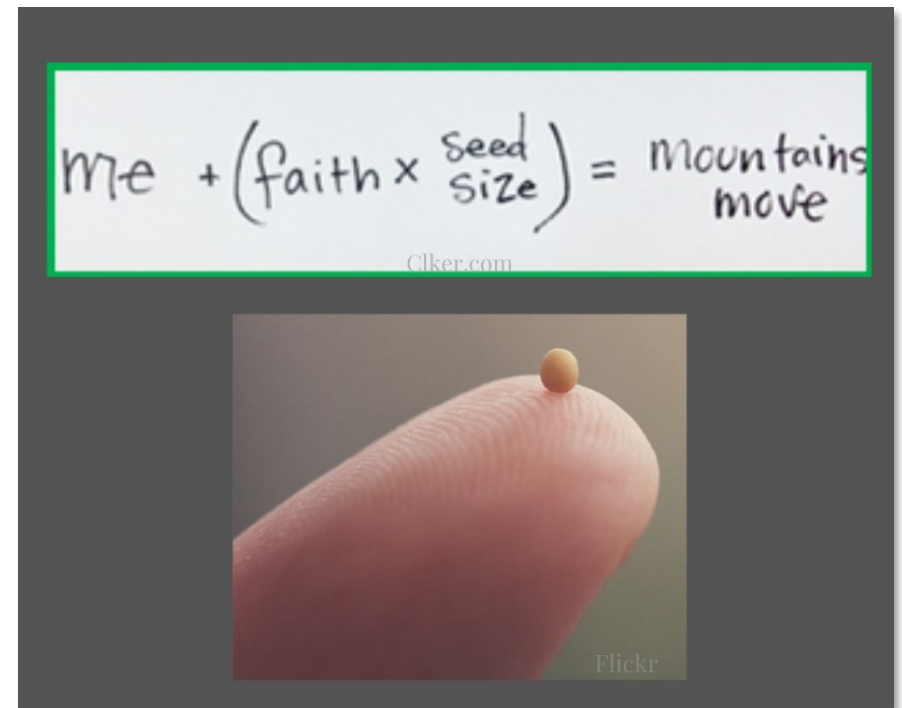 me + (faith x seed size) = mountains move
Clker.com
Flickr